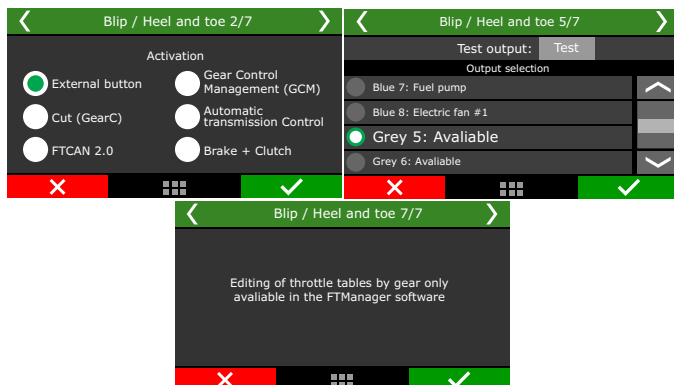 Blip / Heel and toe 2/7
Activation
External button
Gear Control
Management (GCM)
Cut (GearC)
Automatic
transmission Control
FTCAN 2.0
Brake + Clutch
Blip / Heel and toe 5/7
Test output: Test
Output selection
Blue 7: Fuel pump
Blue 8: Electric fan #1
Grey 5: Avaliable
Grey 6: Avaliable
Blip / Heel and toe 7/7
Editing of throttle tables by gear only
avaliable in the FTManager software